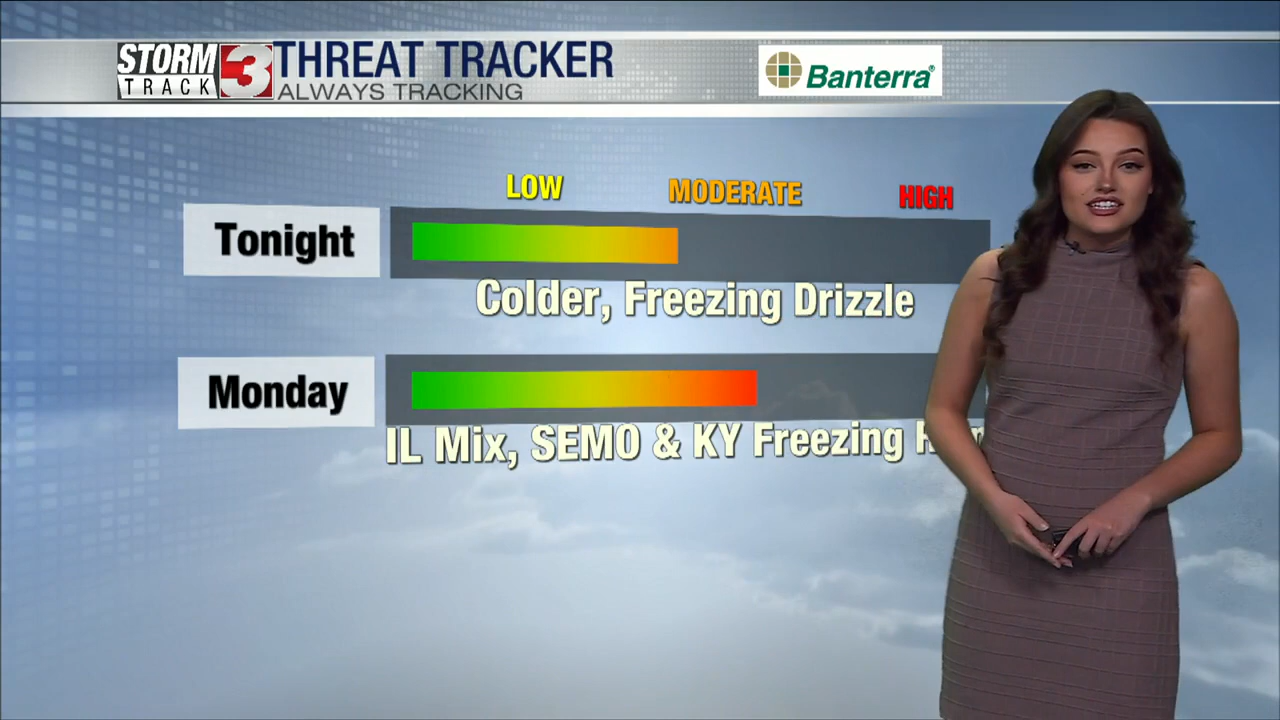 STORM
TRACK
3
THREAT TRACKER
ALWAYS TRACKING
Banterra®
LOW MODERATE HIGH
Tonight
Colder, Freezing Drizzle
Monday
IL Mix, SEMO & KY Freezing